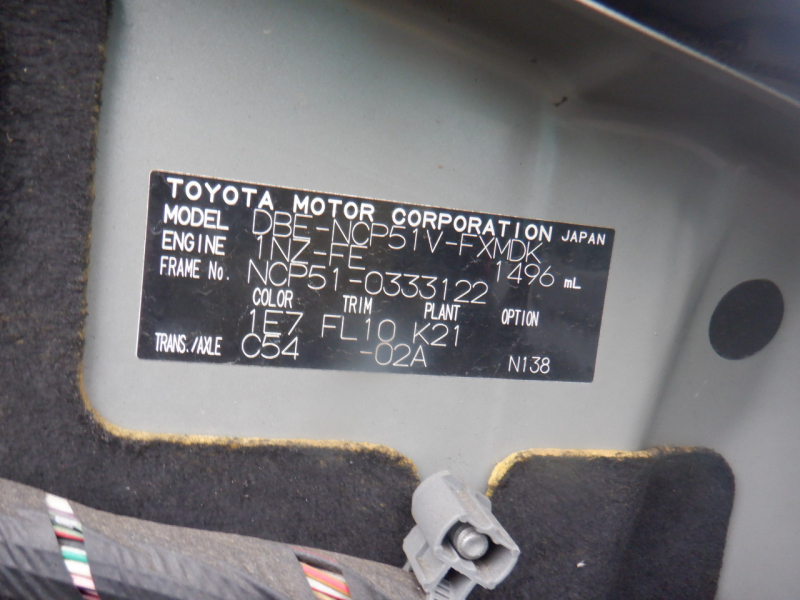 TOYOTA MOTOR CORPORATION JAPAN
MODEL DBE-NCP51V-FXMDK
ENGINE 1NZ-FE 1496 mL
FRAME No. NCP51-0333122
COLOR TRIM PLANT OPTION
1E7 FL10 K21
TRANS./AXLE C54 -02A N138